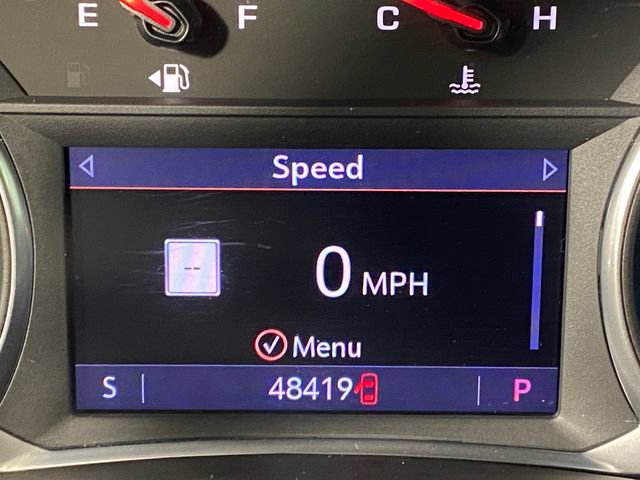 E F C H
Speed
--
0 MPH
Menu
S 48419 P